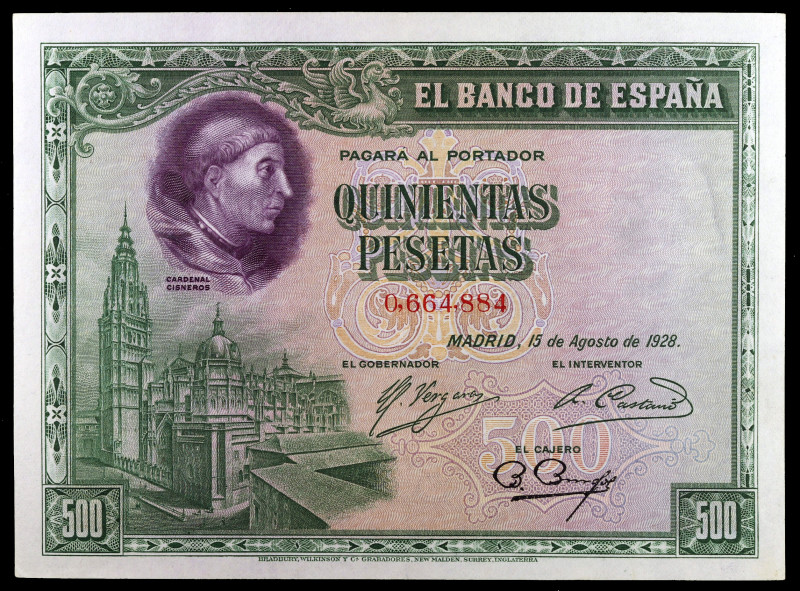 EL BANCO DE ESPAÑA
PAGARÁ AL PORTADOR
QUINIENTAS
PESETAS
CARDENAL
CISNEROS
0,664,884
MADRID, 15 de Agosto de 1928.
EL GOBERNADOR
EL INTERVENTOR
500
EL CAJERO
500
500
BRADBURY, WILKINSON Y Cª GRABADORES, NEW MALDEN, SURREY, INGLATERRA